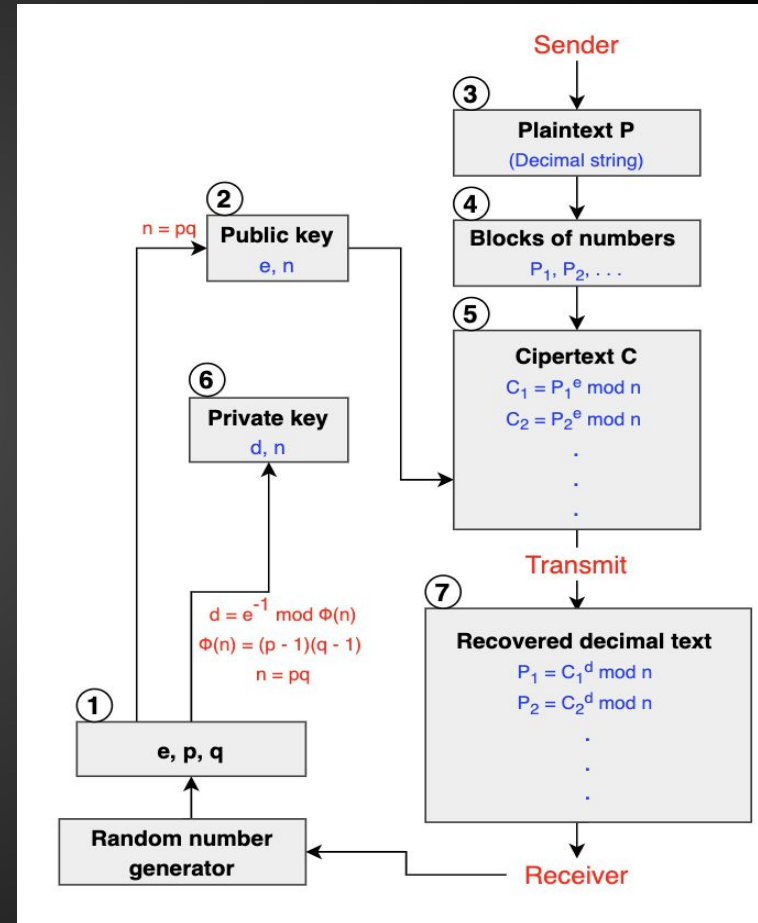 Sender
3
Plaintext P
(Decimal string)
2
n = pq
Public key
e, n
4
Blocks of numbers
P₁, P₂, . . .
5
Cipertext C
C₁ = P₁ᵉ mod n
C₂ = P₂ᵉ mod n
.
.
.
6
Private key
d, n
Transmit
d = e⁻¹ mod Φ(n)
Φ(n) = (p - 1)(q - 1)
n = pq
7
Recovered decimal text
P₁ = C₁ᵈ mod n
P₂ = C₂ᵈ mod n
.
.
.
1
e, p, q
Random number
generator
Receiver